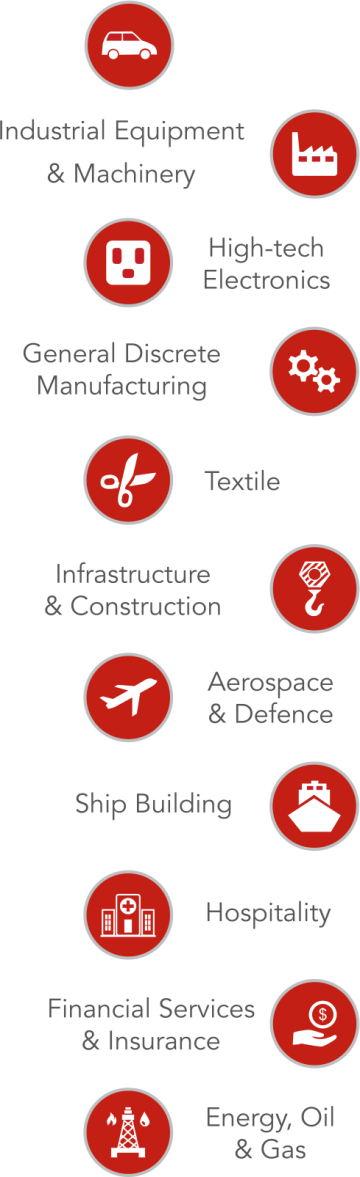 Industrial Equipment
& Machinery
High-tech
Electronics
General Discrete
Manufacturing
Textile
Infrastructure
& Construction
Aerospace
& Defence
Ship Building
Hospitality
Financial Services
& Insurance
$
Energy, Oil
& Gas